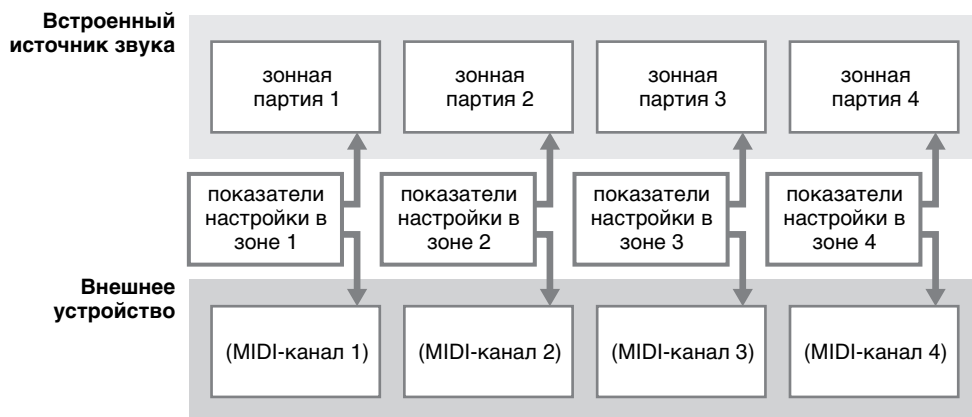 Встроенный
источник звука
зонная
партия 1
зонная
партия 2
зонная
партия 3
зонная
партия 4
показатели
настройки в
зоне 1
показатели
настройки в
зоне 2
показатели
настройки в
зоне 3
показатели
настройки в
зоне 4
Внешнее
устройство
(MIDI-канал 1)
(MIDI-канал 2)
(MIDI-канал 3)
(MIDI-канал 4)